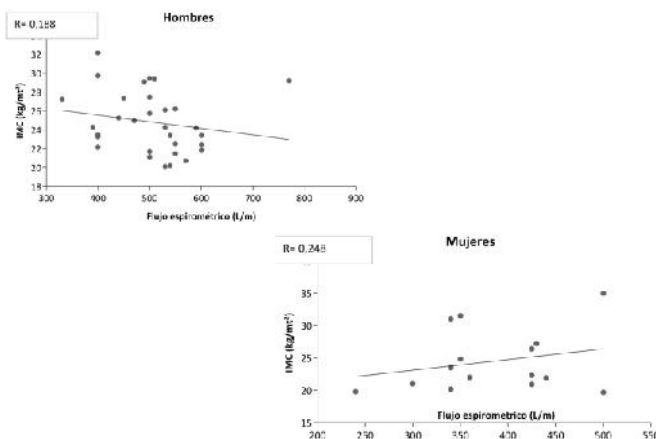 R= 0,188
Hombres
32
30
28
26
24
22
20
18
IMC (kg/mt²)
300 400 500 600 700 800 900
Flujo espirométrico (L/m)
R= 0,248
Mujeres
35
30
25
20
15
IMC (kg/mt²)
Flujo espirometrico (L/m)
200 250 300 350 400 450 500 550